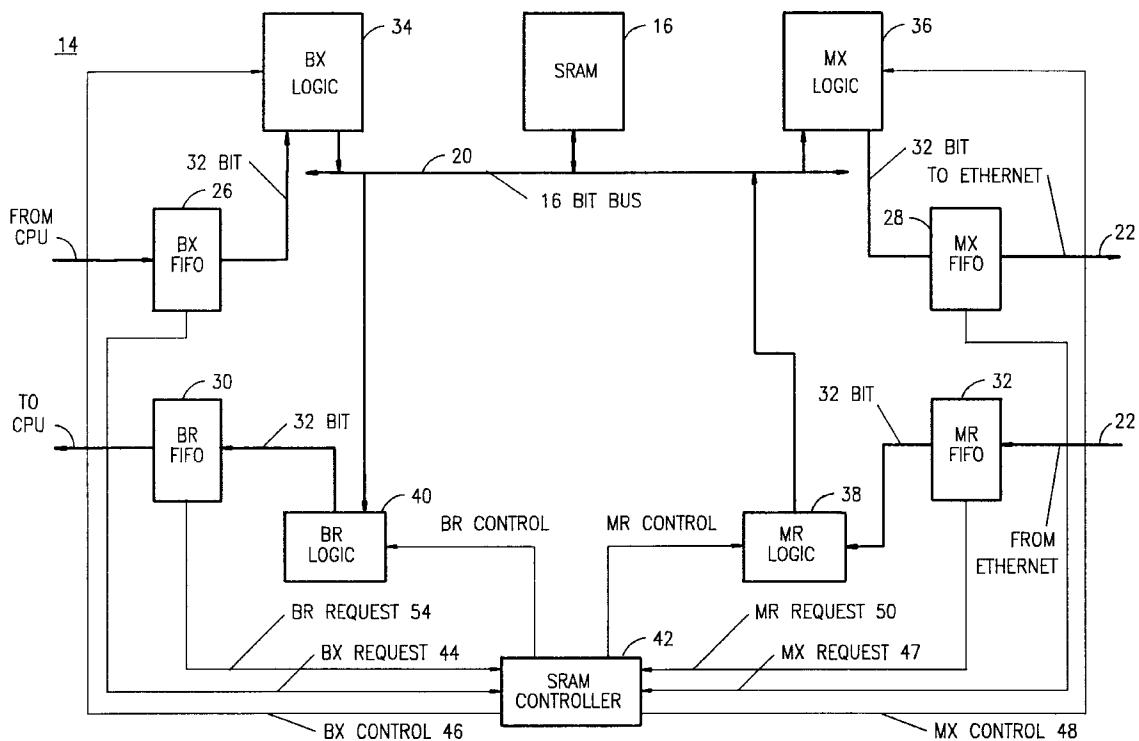 14
34
16
36
BX
LOGIC
SRAM
MX
LOGIC
32 BIT
20
16 BIT BUS
32 BIT
TO ETHERNET
26
28
22
FROM
CPU
BX
FIFO
MX
FIFO
30
32
TO
CPU
BR
FIFO
32 BIT
32 BIT
MR
FIFO
22
40
38
BR
LOGIC
BR CONTROL
MR CONTROL
MR
LOGIC
FROM
ETHERNET
BR REQUEST 54
MR REQUEST 50
BX REQUEST 44
42
MX REQUEST 47
SRAM
CONTROLLER
BX CONTROL 46
MX CONTROL 48